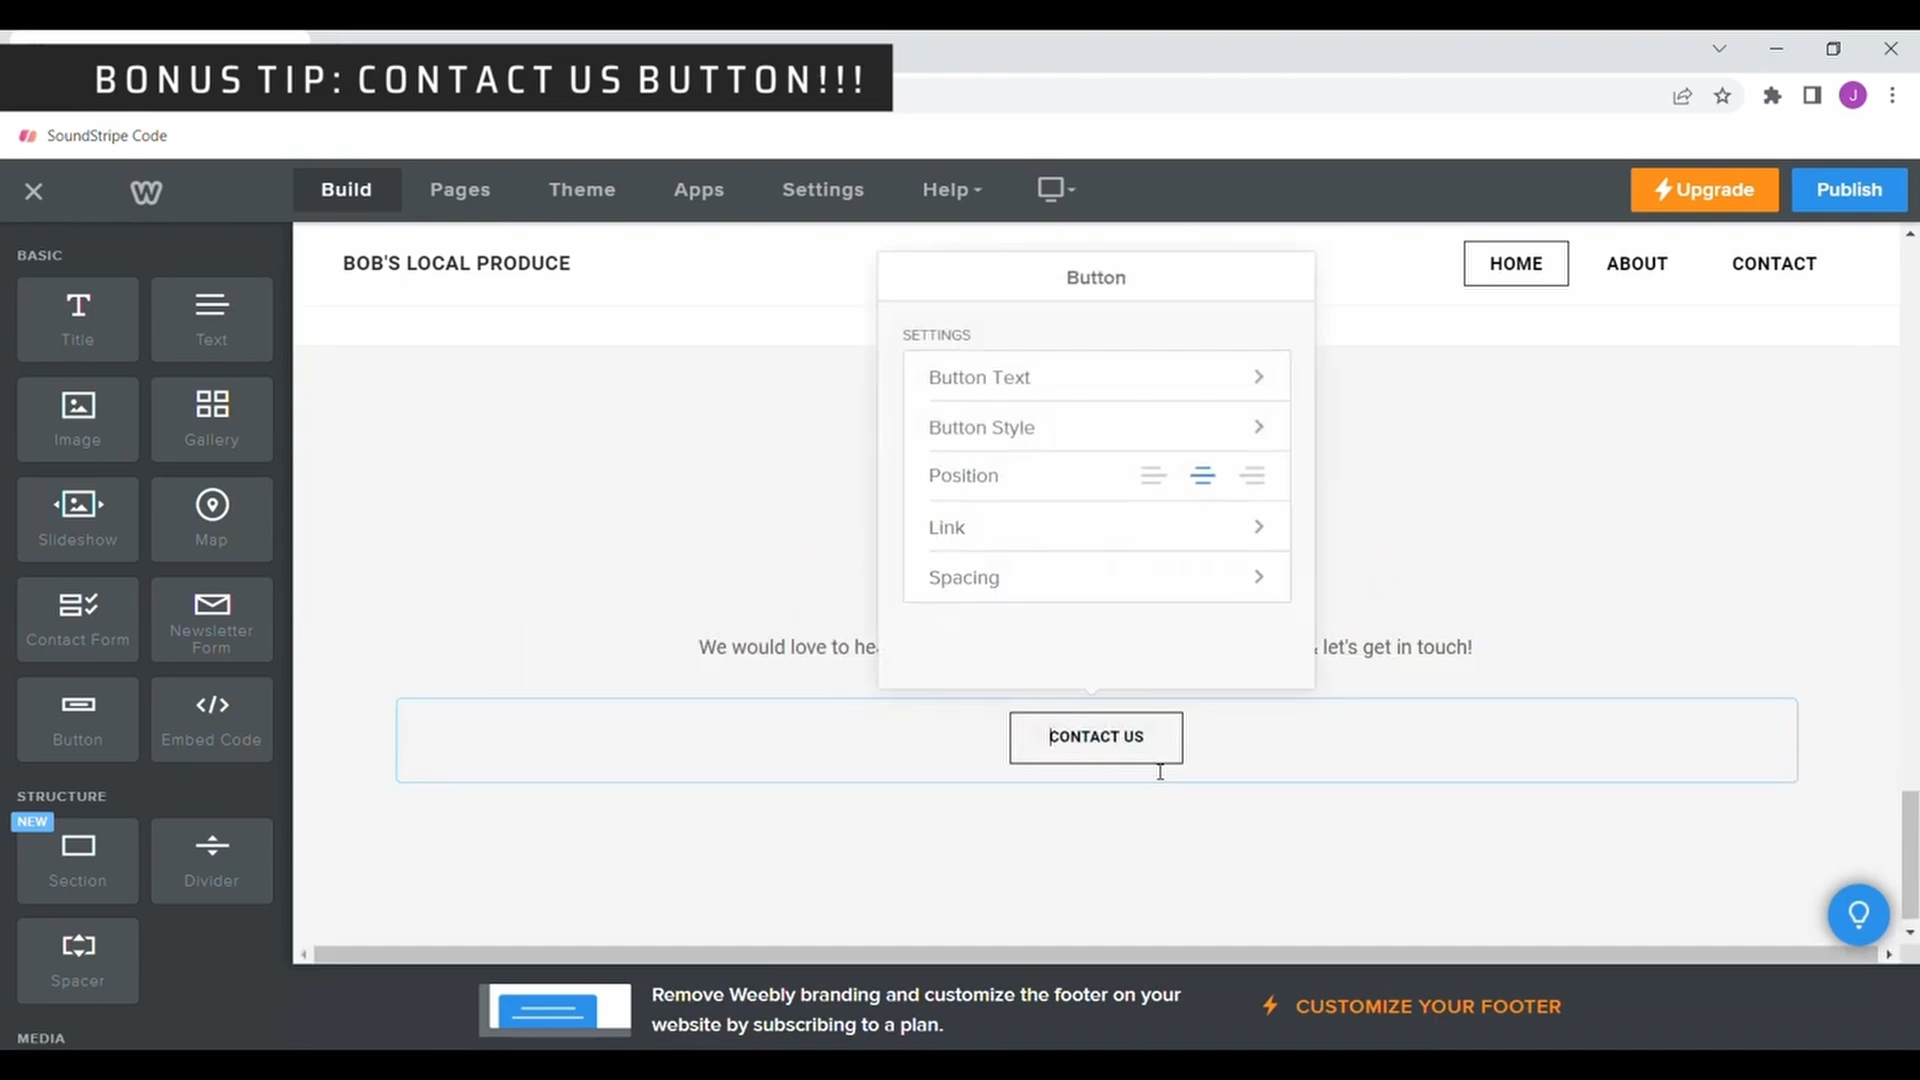 BONUS TIP: CONTACT US BUTTON!!!
J
SoundStripe Code
Build
Pages
Theme
Apps
Settings
Help
Upgrade
Publish
BASIC
Title
Text
Image
Gallery
Slideshow
Map
Contact Form
Newsletter
Form
Button
Embed Code
STRUCTURE
NEW
Section
Divider
Spacer
MEDIA
BOB'S LOCAL PRODUCE
HOME
ABOUT
CONTACT
Button
SETTINGS
Button Text
Button Style
Position
Link
Spacing
We would love to he
let's get in touch!
CONTACT US
Remove Weebly branding and customize the footer on your
website by subscribing to a plan.
CUSTOMIZE YOUR FOOTER